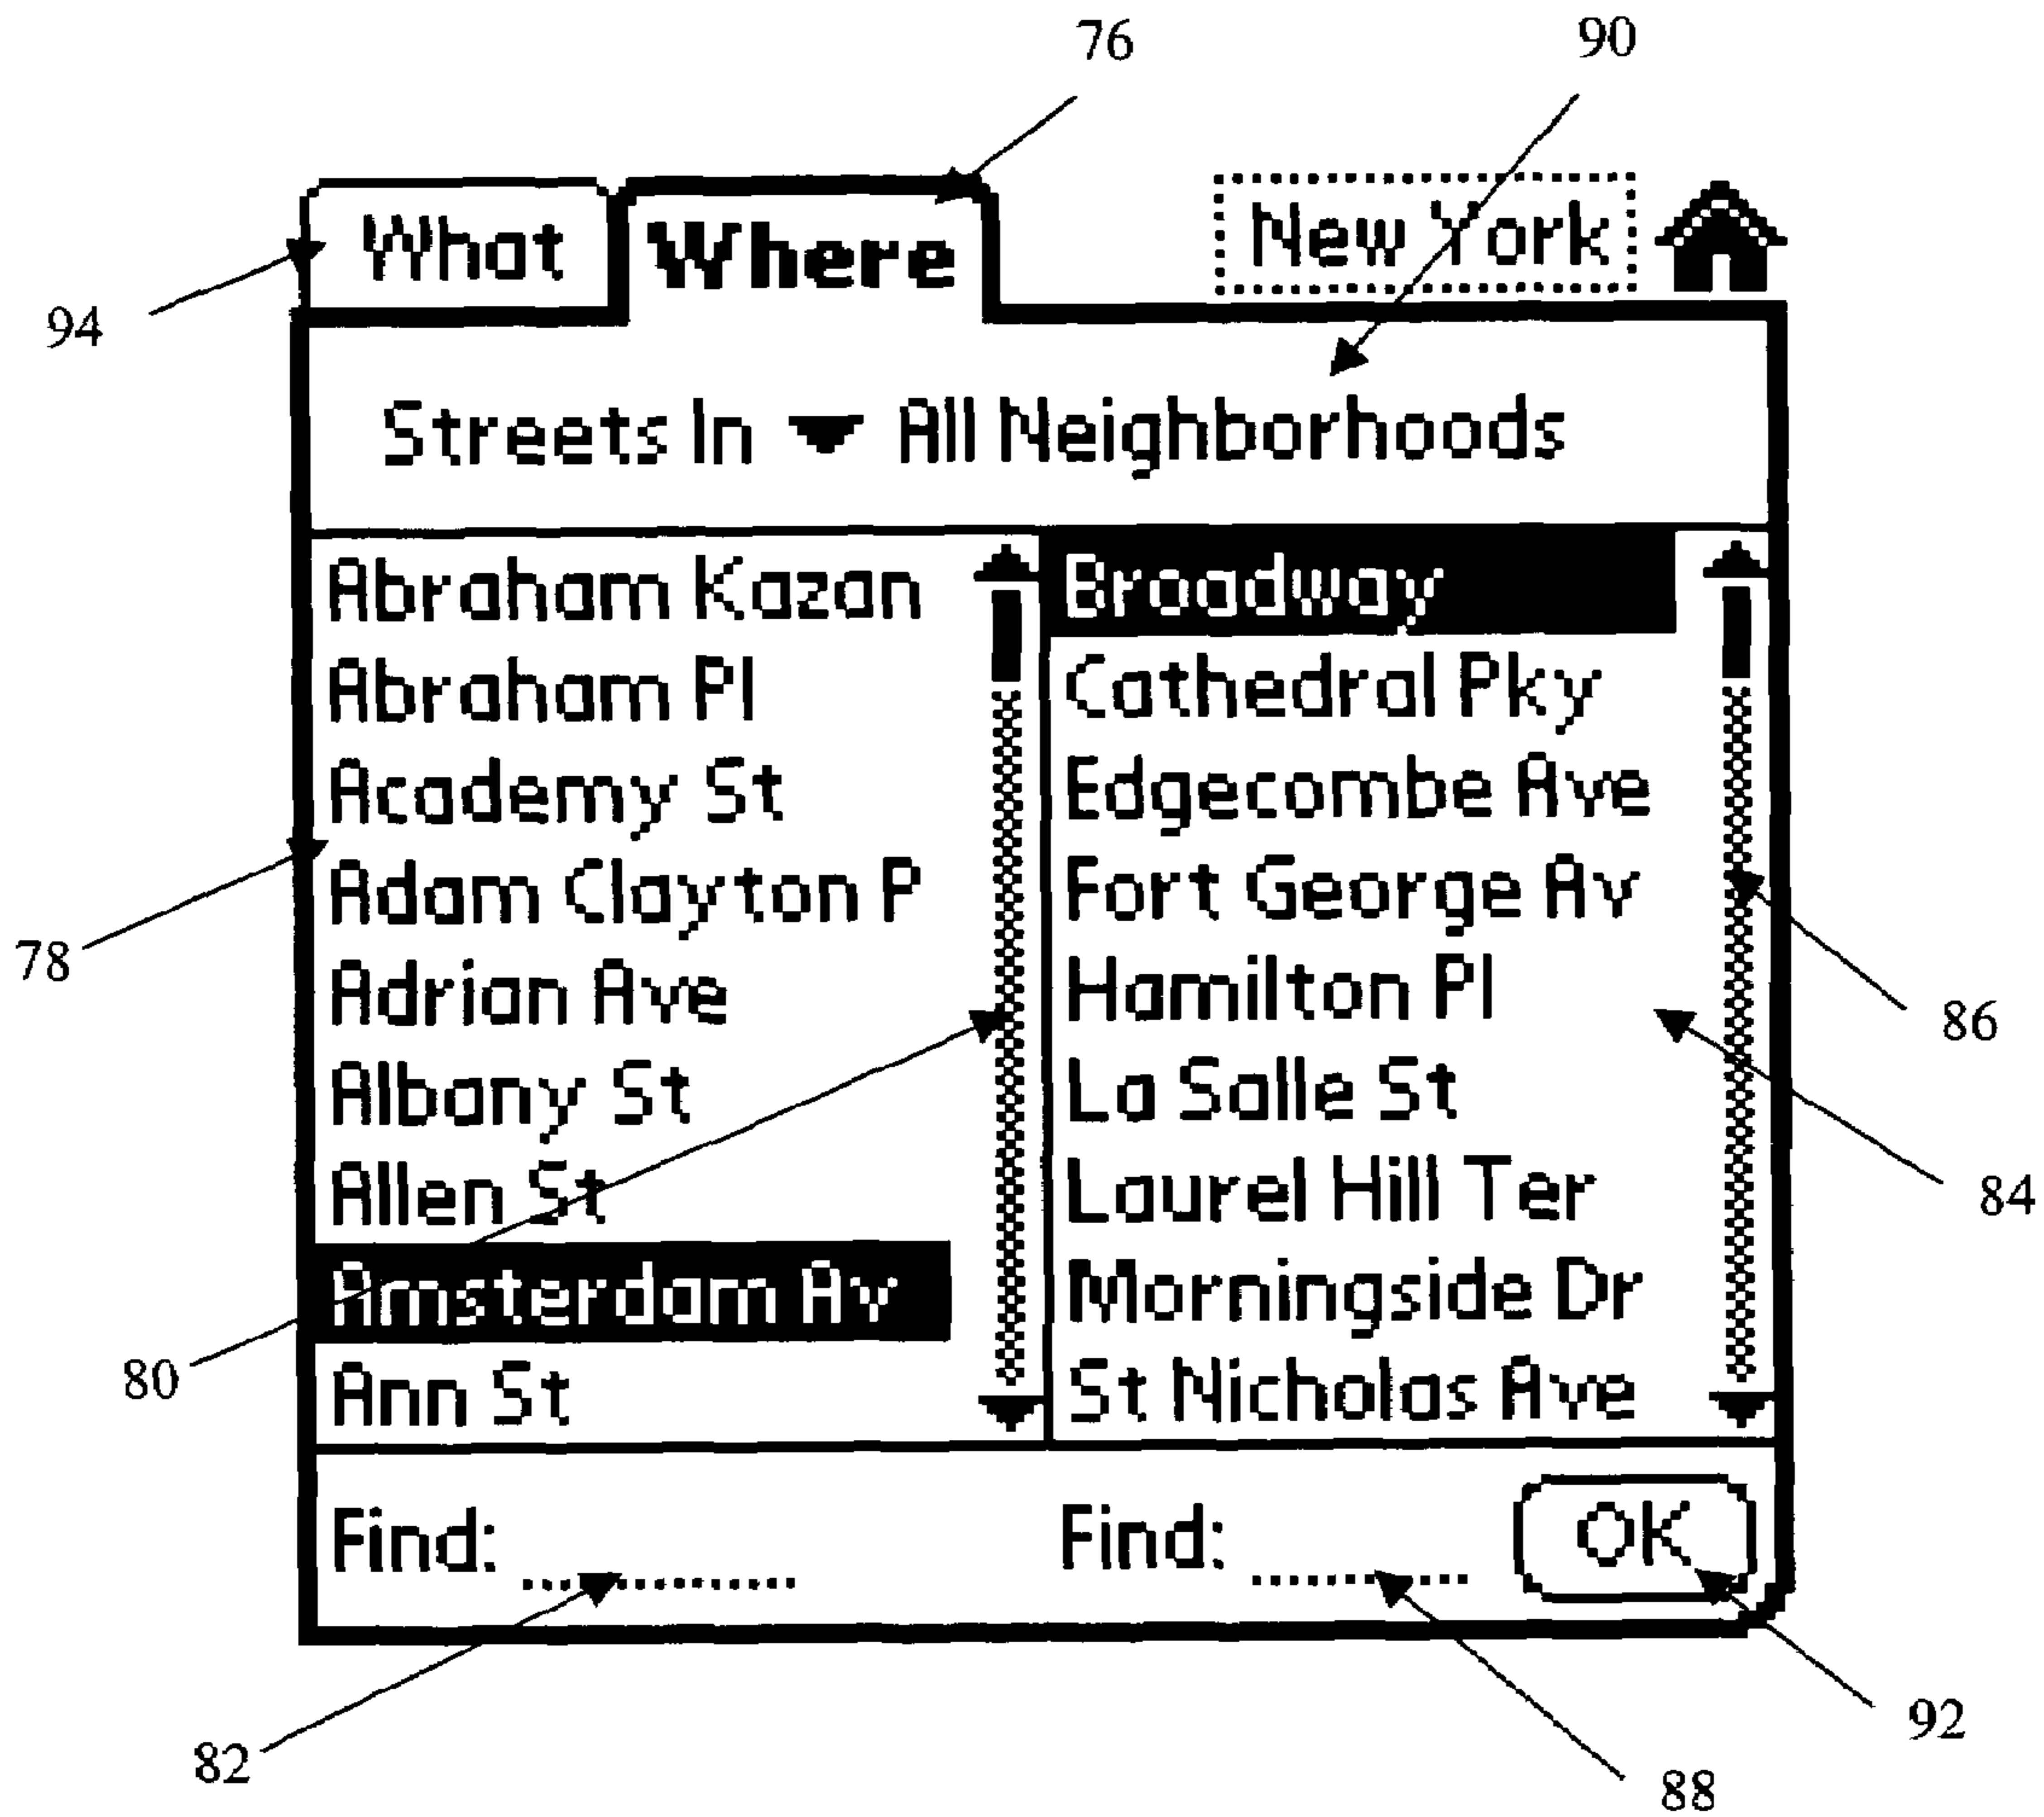 76 90
What Where New York
94
Streets In All Neighborhoods
Abraham Kazan Broadway
Abraham Pl Cathedral Pky
Academy St Edgecombe Ave
Adam Clayton P Fort George Av
78
Adrian Ave Hamilton Pl
86
Albany St La Salle St
Allen St Laurel Hill Ter
84
Amsterdam Av Morningside Dr
80
Ann St St Nicholas Ave
Find: Find: OK
92
82 88